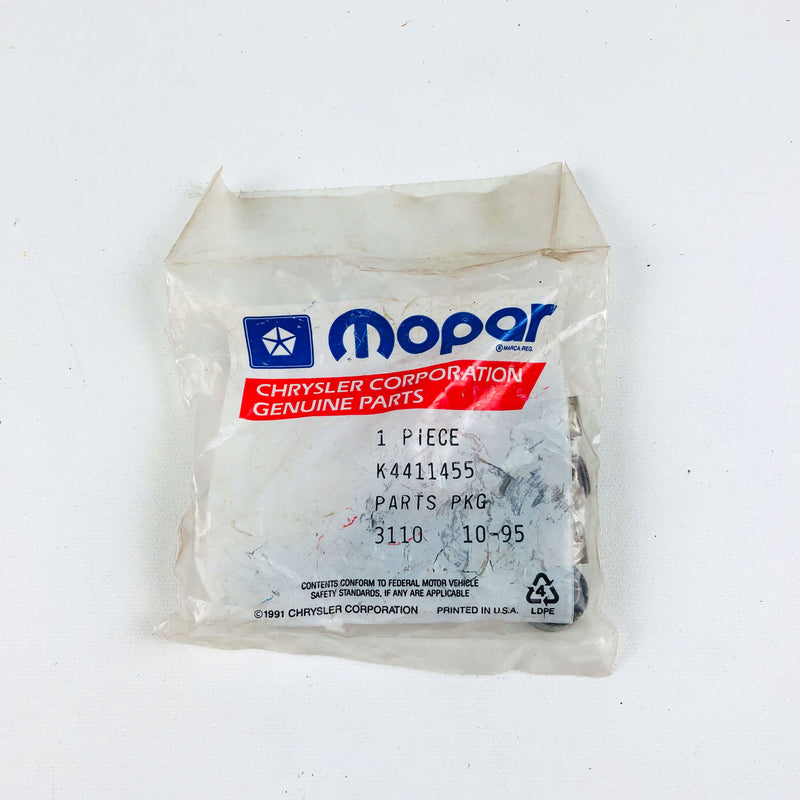 mopar
® MARCA REG.
CHRYSLER CORPORATION
GENUINE PARTS
1 PIECE
K4411455
PARTS PKG
3110 10-95
CONTENTS CONFORM TO FEDERAL MOTOR VEHICLE
SAFETY STANDARDS, IF ANY ARE APPLICABLE
©1991 CHRYSLER CORPORATION PRINTED IN U.S.A.
4
LDPE